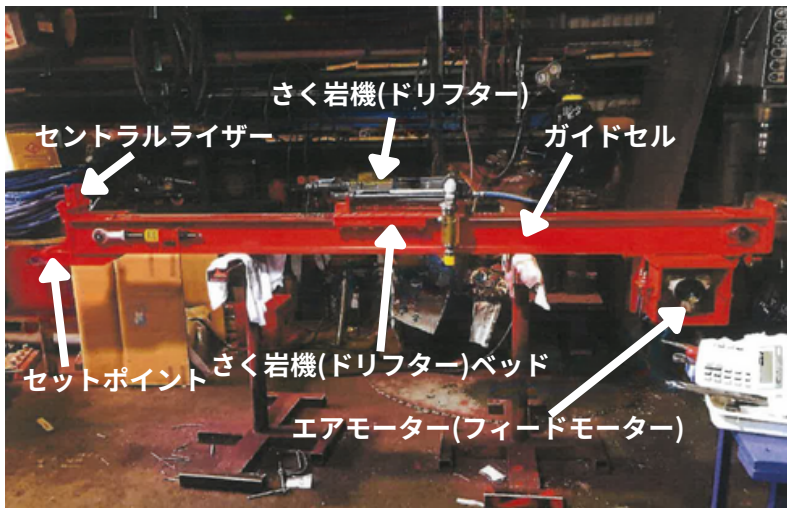 さく岩機(ドリフター)
セントラルライザー
ガイドセル
さく岩機(ドリフター)ベッド
セットポイント
エアモーター(フィードモーター)